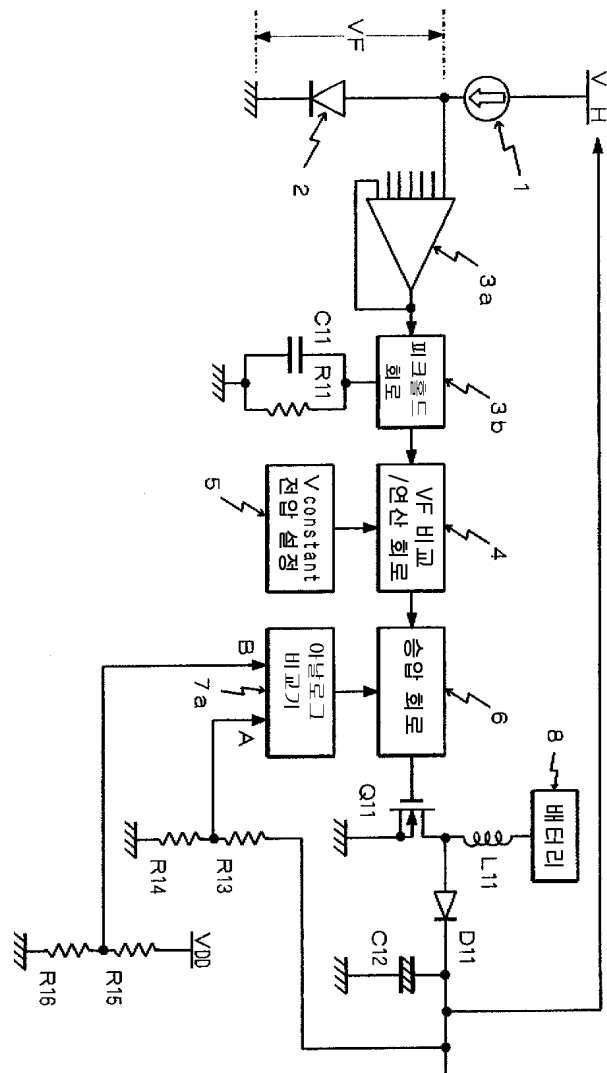 VH
1
VF
2
3a
C11
R11
피크홀드
회로
3b
VF 비교
/연산 회로
4
V constant
전압 설정
5
승압 회로
6
아날로그
비교기
7a
B
A
8
배터리
Q11
L11
D11
C12
R13
R14
VDD
R15
R16